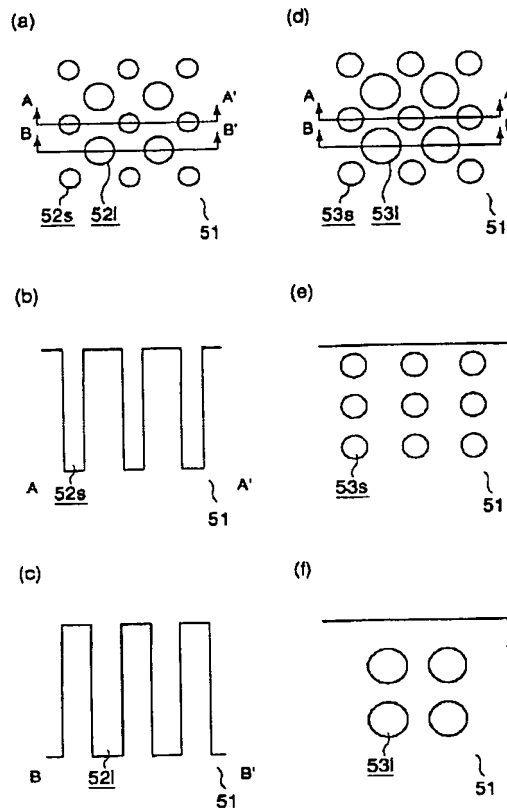 (a)
A A'
B B'
52s 52l 51
(d)
A A
B B
53s 53l 51
(b)
A 52s A'
51
(e)
53s 51
(c)
B 52l B'
51
(f)
53l
51